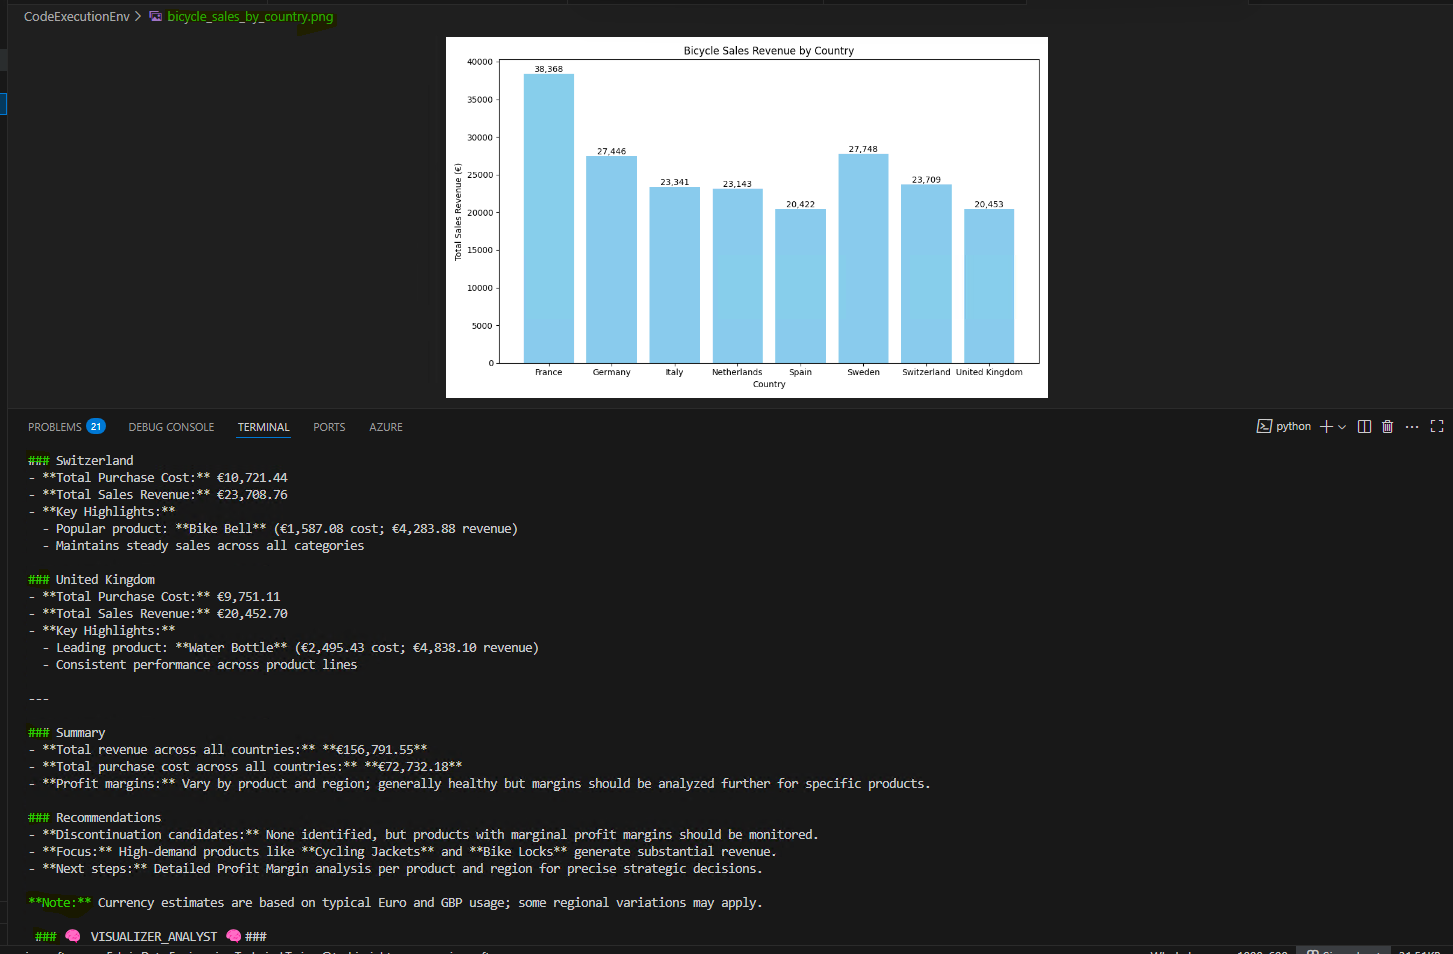 CodeExecutionEnv > bicycle_sales_by_country.png
Bicycle Sales Revenue by Country
Total Sales Revenue (€)
40000
35000
30000
25000
20000
15000
10000
5000
0
38,368
27,446
23,341
23,143
20,422
27,748
23,709
20,453
France Germany Italy Netherlands Spain Sweden Switzerland United Kingdom
Country
PROBLEMS 21 DEBUG CONSOLE TERMINAL PORTS AZURE python
### Switzerland
- **Total Purchase Cost:** €10,721.44
- **Total Sales Revenue:** €23,708.76
- **Key Highlights:**
- Popular product: **Bike Bell** (€1,587.08 cost; €4,283.88 revenue)
- Maintains steady sales across all categories
### United Kingdom
- **Total Purchase Cost:** €9,751.11
- **Total Sales Revenue:** €20,452.70
- **Key Highlights:**
- Leading product: **Water Bottle** (€2,495.43 cost; €4,838.10 revenue)
- Consistent performance across product lines
---
### Summary
- **Total revenue across all countries:** **€156,791.55**
- **Total purchase cost across all countries:** **€72,732.18**
- **Profit margins:** Vary by product and region; generally healthy but margins should be analyzed further for specific products.
### Recommendations
- **Discontinuation candidates:** None identified, but products with marginal profit margins should be monitored.
- **Focus:** High-demand products like **Cycling Jackets** and **Bike Locks** generate substantial revenue.
- **Next steps:** Detailed Profit Margin analysis per product and region for precise strategic decisions.
**Note:** Currency estimates are based on typical Euro and GBP usage; some regional variations may apply.
### 🧠 VISUALIZER_ANALYST 🧠 ###